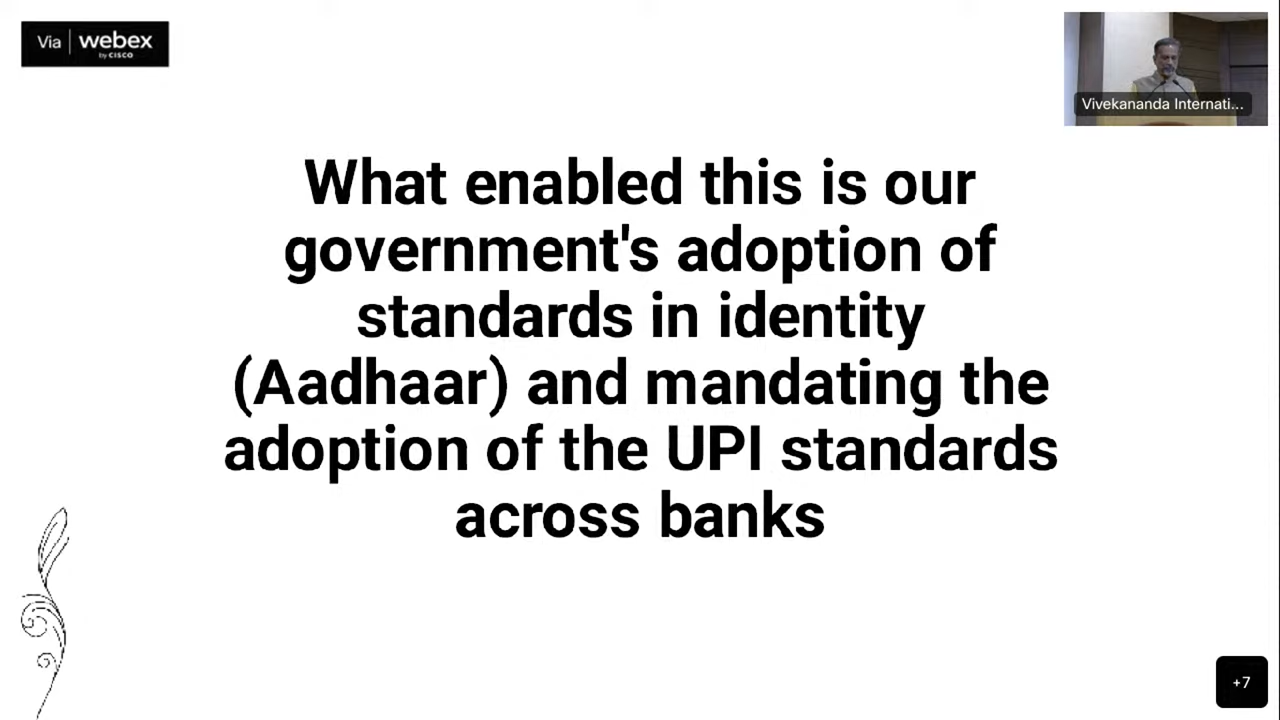 Via webex
by CISCO
Vivekananda Internati...
What enabled this is our
government's adoption of
standards in identity
(Aadhaar) and mandating the
adoption of the UPI standards
across banks
+7